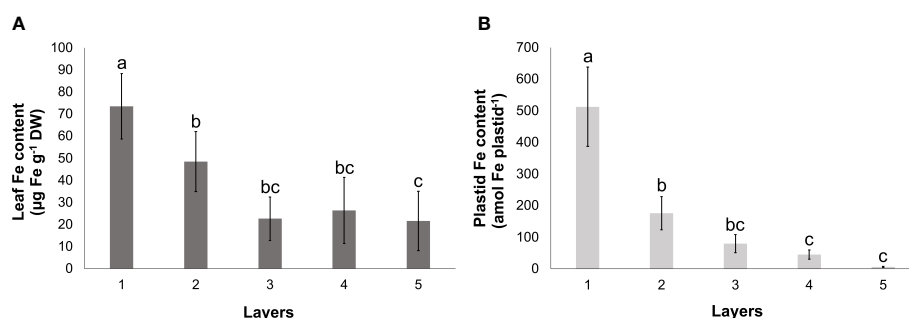 A
Leaf Fe content
(µg Fe g⁻¹ DW)
100
90
80
70
60
50
40
30
20
10
0
a
b
bc
bc
c
1 2 3 4 5
Layers
B
Plastid Fe content
(amol Fe plastid⁻¹)
700
600
500
400
300
200
100
0
a
b
bc
c
c
1 2 3 4 5
Layers